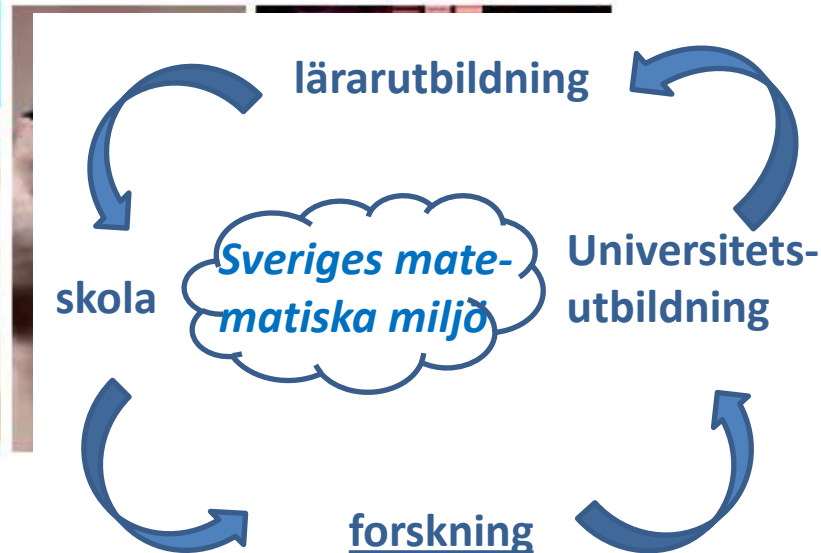 lärarutbildning
Sveriges mate-
matiska miljö
Universitets-
utbildning
skola
forskning